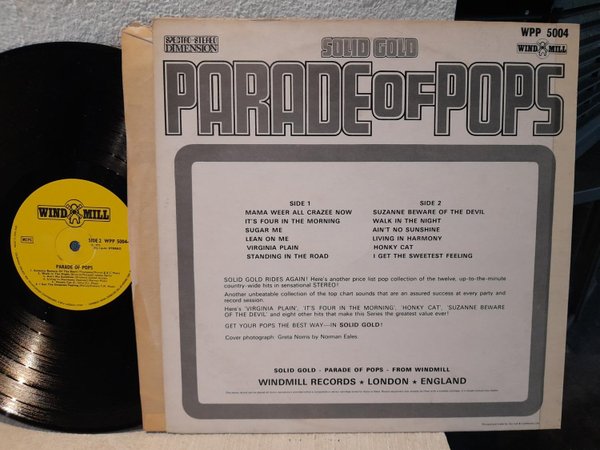 SPECTRO-STEREO
DIMENSION
SOLID GOLD
WPP 5004
WINDMILL
PARADE OF POPS
SIDE 1
MAMA WEER ALL CRAZEE NOW
IT'S FOUR IN THE MORNING
SUGAR ME
LEAN ON ME
VIRGINIA PLAIN
STANDING IN THE ROAD
SIDE 2
SUZANNE BEWARE OF THE DEVIL
WALK IN THE NIGHT
AIN'T NO SUNSHINE
LIVING IN HARMONY
HONKY CAT
I GET THE SWEETEST FEELING
SOLID GOLD RIDES AGAIN! Here's another price list pop collection of the twelve, up-to-the-minute
country-wide hits in sensational STEREO!
Another unbeatable collection of the top chart sounds that are an assured success at every party and
record session.
Here's 'VIRGINIA PLAIN', 'IT'S FOUR IN THE MORNING', 'HONKY CAT', 'SUZANNE BEWARE
OF THE DEVIL' and eight other hits that make this Series the greatest value ever!
GET YOUR POPS THE BEST WAY—IN SOLID GOLD!
Cover photograph: Greta Norris by Norman Eales.
SOLID GOLD - PARADE OF POPS - FROM WINDMILL
WINDMILL RECORDS ★ LONDON ★ ENGLAND
WINDMILL
MCPS
SIDE 2 WPP 5004
STEREO
PARADE OF POPS